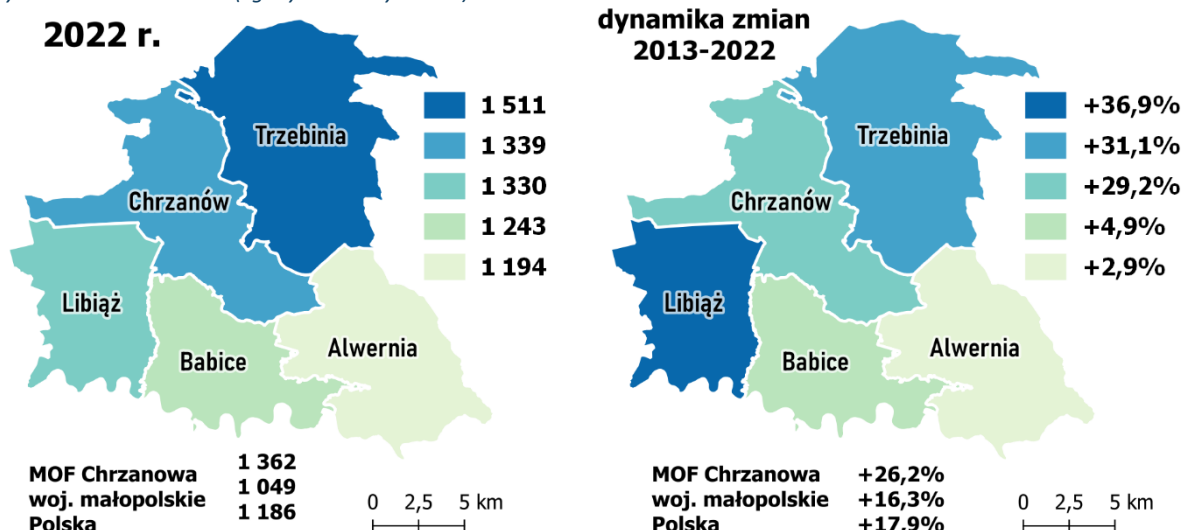 2022 r.
1 511
1 339
1 330
1 243
1 194
Trzebinia
Chrzanów
Libiąż
Babice
Alwernia
MOF Chrzanowa 1 362
woj. małopolskie 1 049
Polska 1 186
0 2,5 5 km
dynamika zmian
2013-2022
+36,9%
+31,1%
+29,2%
+4,9%
+2,9%
Trzebinia
Chrzanów
Libiąż
Babice
Alwernia
MOF Chrzanowa +26,2%
woj. małopolskie +16,3%
Polska +17,9%
0 2,5 5 km